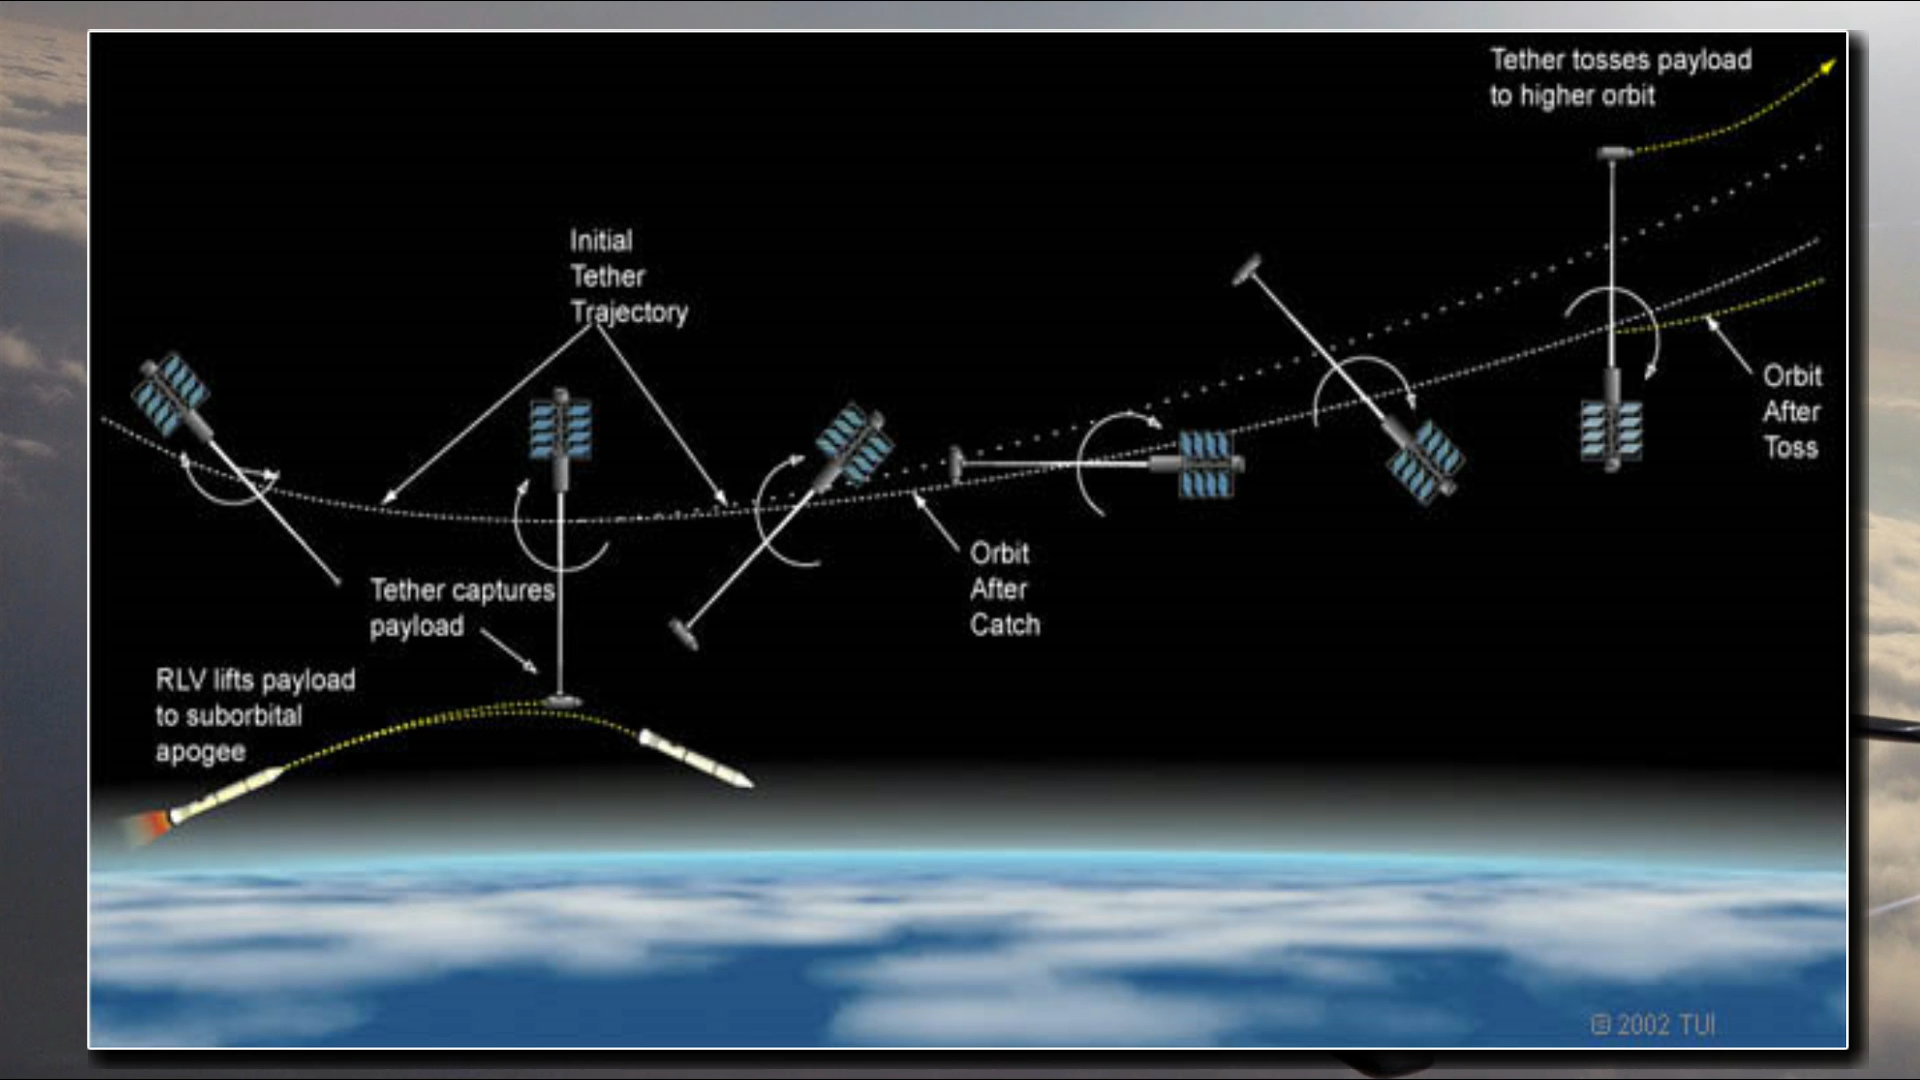 Tether tosses payload
to higher orbit
Initial
Tether
Trajectory
Orbit
After
Toss
Orbit
After
Catch
Tether captures
payload
RLV lifts payload
to suborbital
apogee
© 2002 TUI